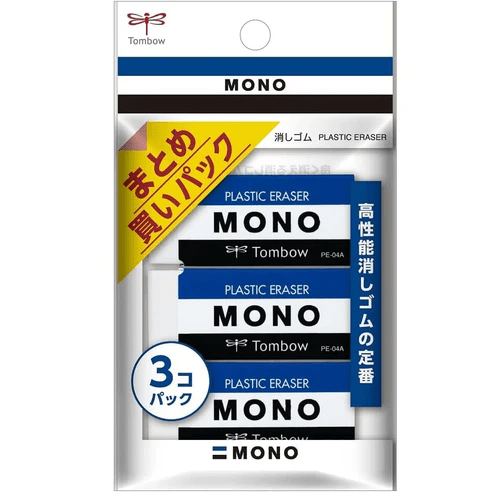 Tombow
MONO
消しゴム PLASTIC ERASER
まとめ
買いパック
PLASTIC ERASER
MONO
Tombow PE-04A
PLASTIC ERASER
MONO
Tombow PE-04A
PLASTIC ERASER
MONO
Tombow
高性能消しゴムの定番
3コ
パック
MONO